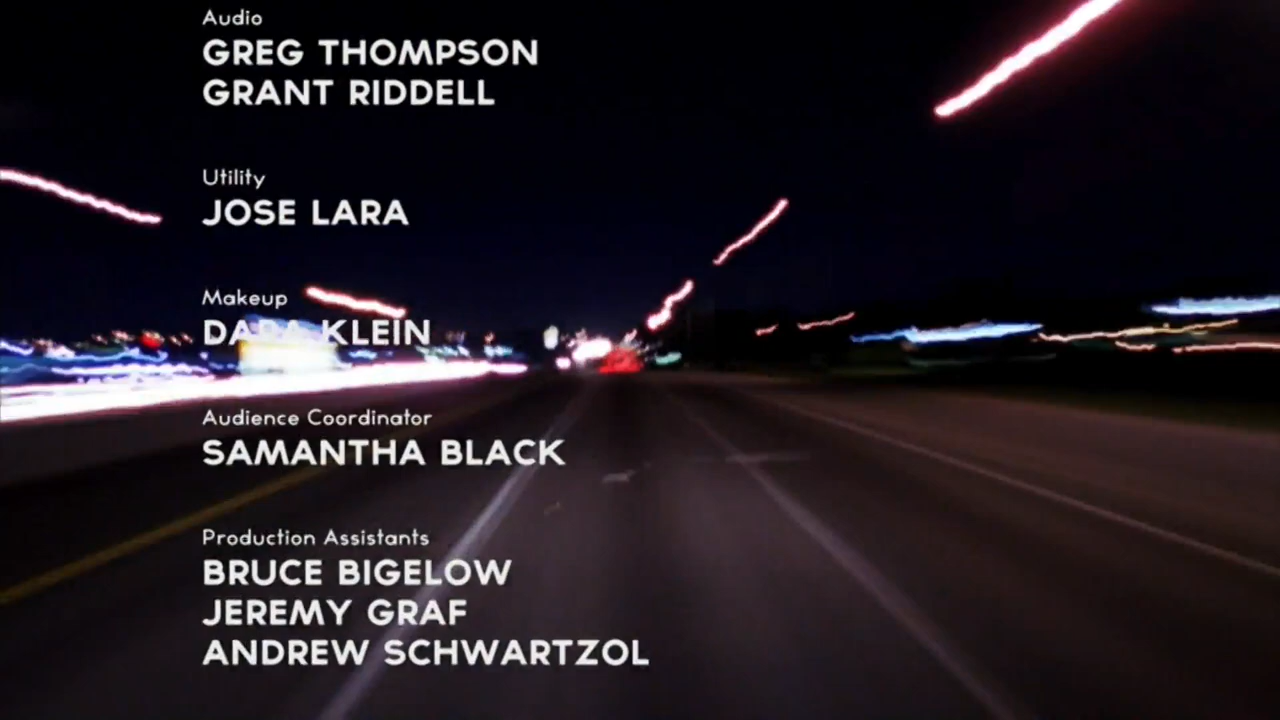 Audio
GREG THOMPSON
GRANT RIDDELL
Utility
JOSE LARA
Makeup
DARA KLEIN
Audience Coordinator
SAMANTHA BLACK
Production Assistants
BRUCE BIGELOW
JEREMY GRAF
ANDREW SCHWARTZOL